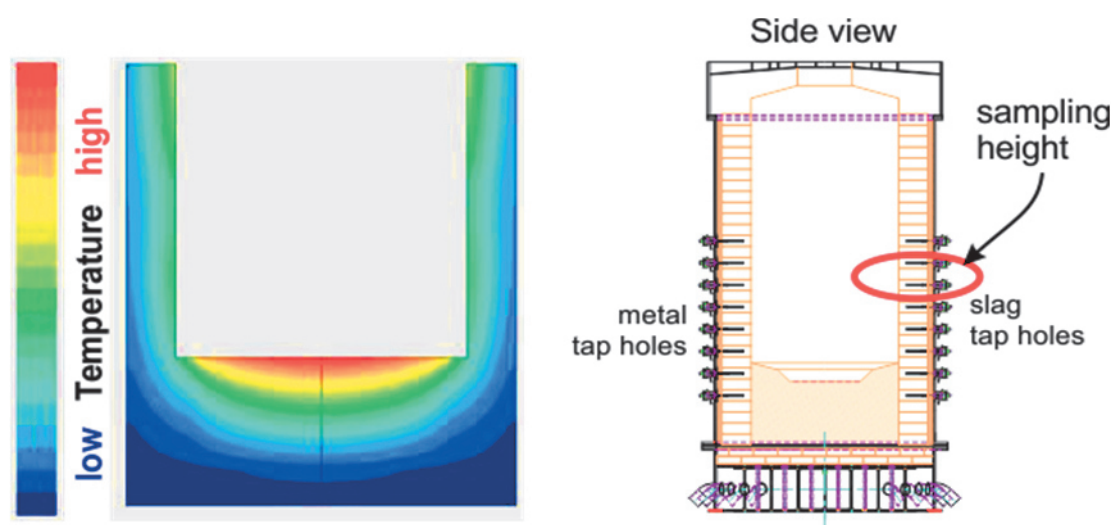 low Temperature high
Side view
sampling
height
metal
tap holes
slag
tap holes